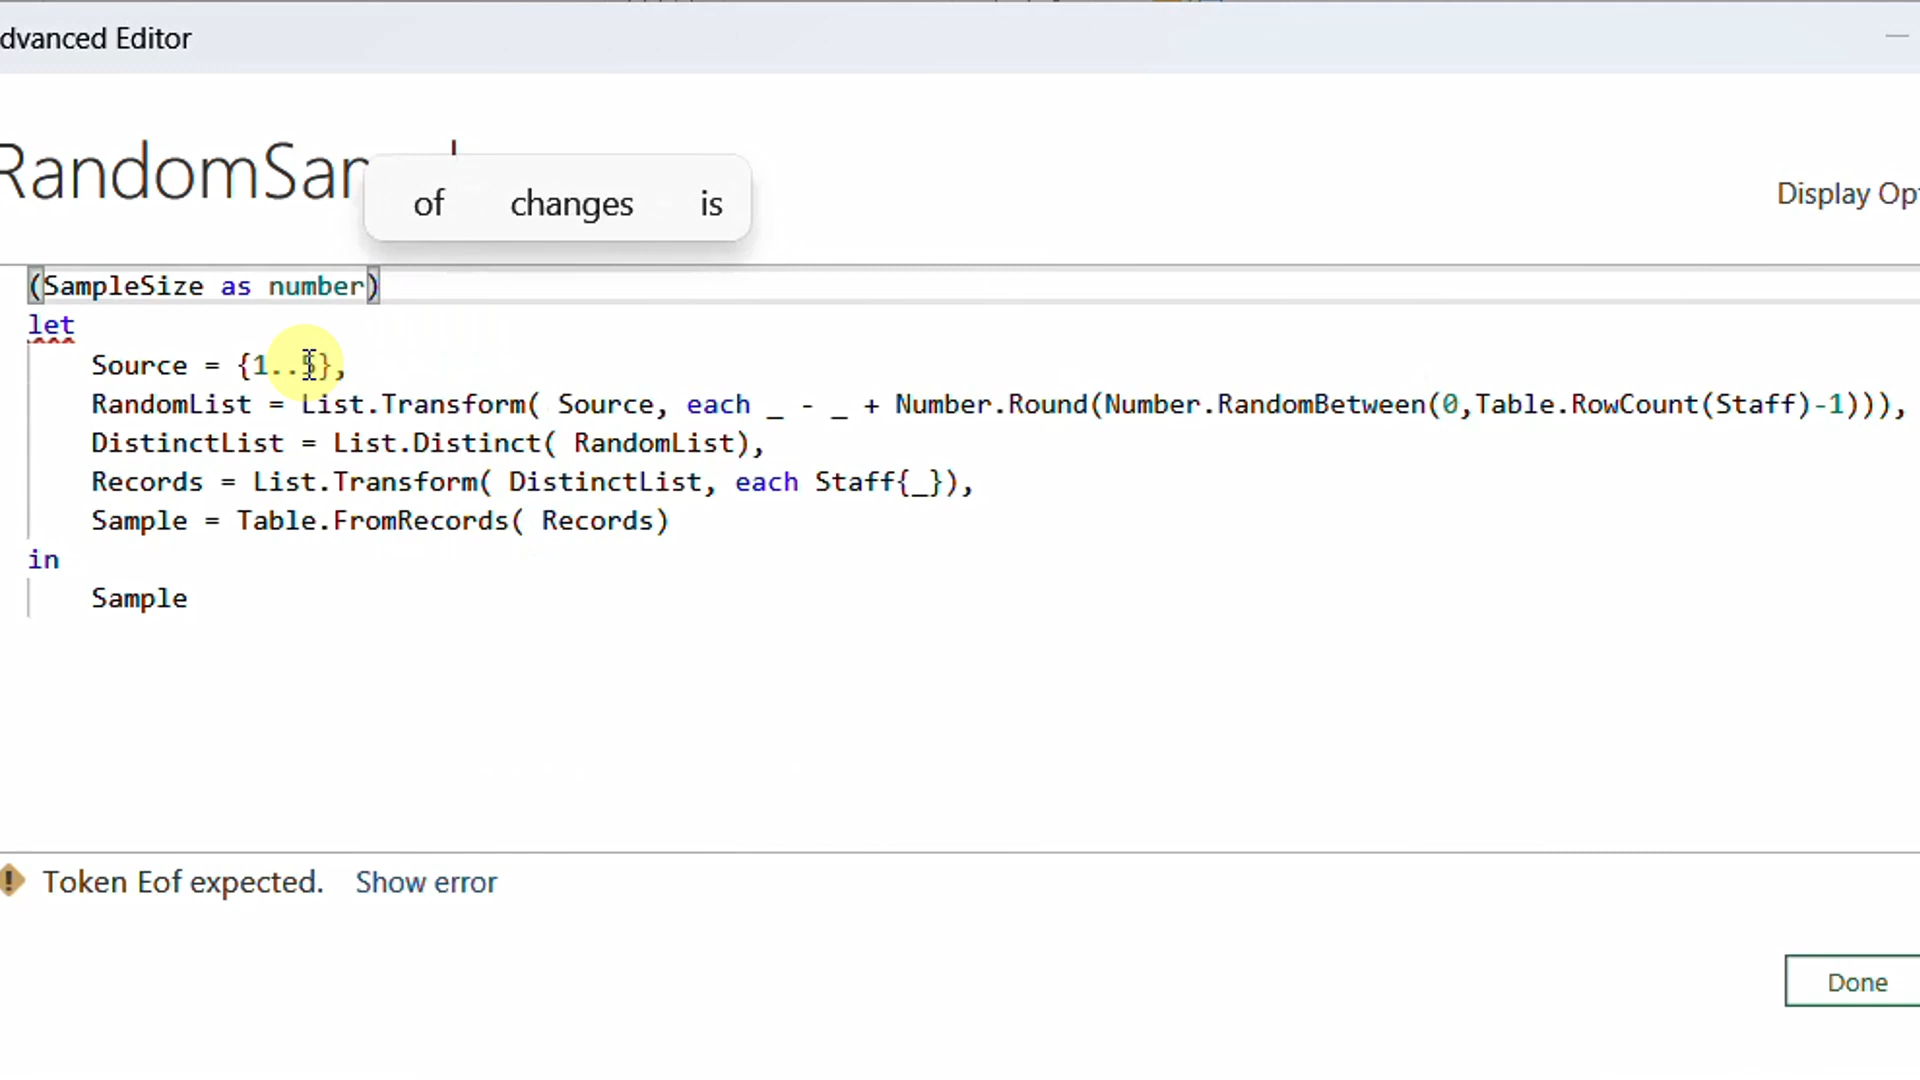 dvanced Editor
RandomSam
of changes is
Display Op
(SampleSize as number)
let
Source = {1..5},
RandomList = List.Transform( Source, each _ - _ + Number.Round(Number.RandomBetween(0,Table.RowCount(Staff)-1))),
DistinctList = List.Distinct( RandomList),
Records = List.Transform( DistinctList, each Staff{_}),
Sample = Table.FromRecords( Records)
in
Sample
Token Eof expected. Show error
Done